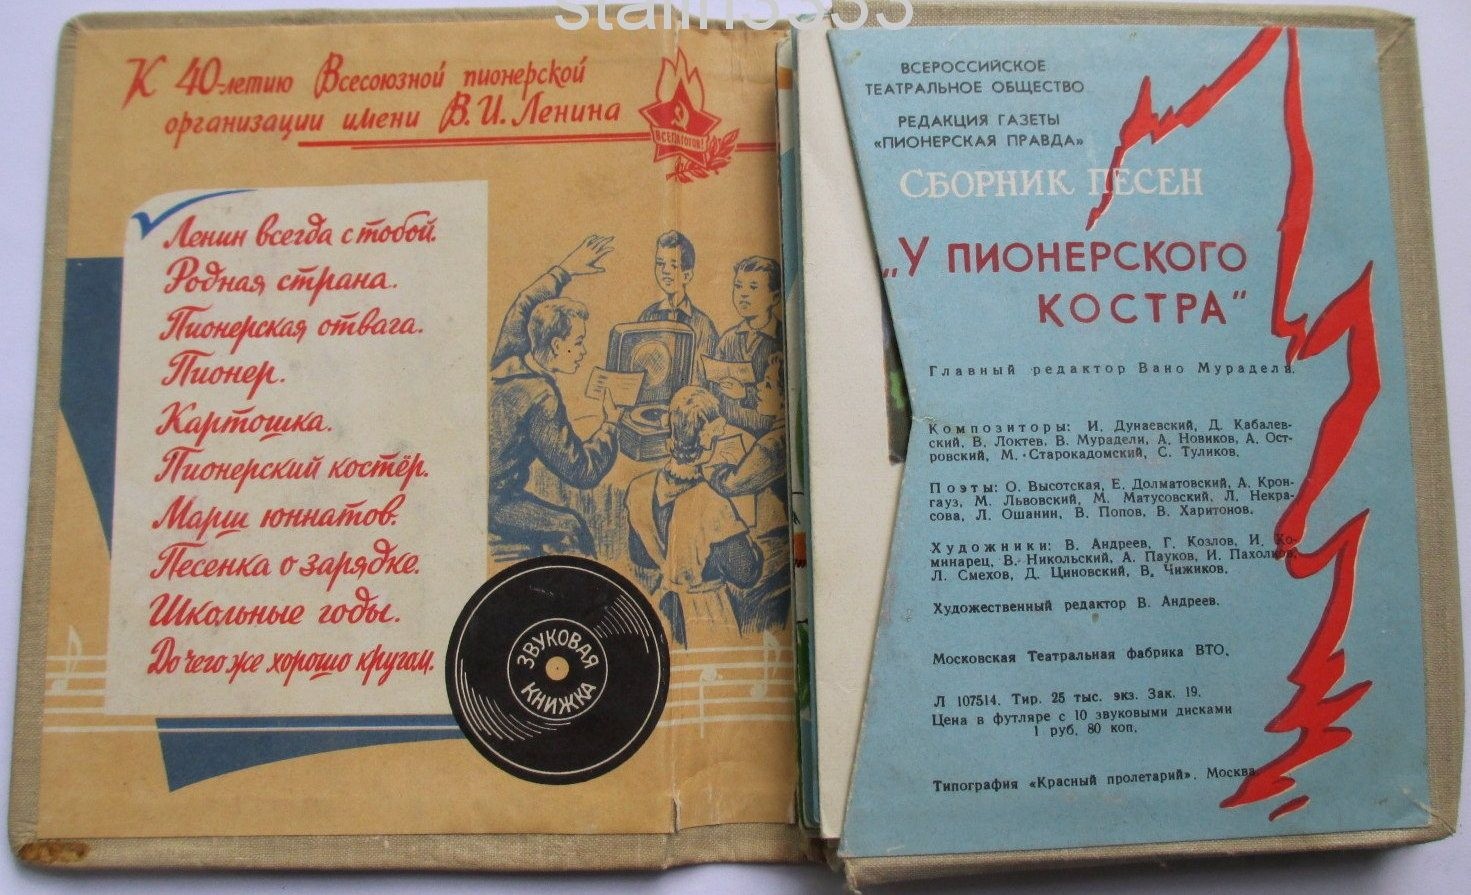 stalin3333
К 40-летию Всесоюзной пионерской
организации имени В.И.Ленина
ВСЕГДА ГОТОВ!
Ленин всегда с тобой.
Родная страна.
Пионерская отвага.
Пионер.
Картошка.
Пионерский костёр.
Марш юннатов.
Песенка о зарядке.
Школьные годы.
До чего же хорошо кругом.
ЗВУКОВАЯ
КНИЖКА
ВСЕРОССИЙСКОЕ
ТЕАТРАЛЬНОЕ ОБЩЕСТВО
РЕДАКЦИЯ ГАЗЕТЫ
«ПИОНЕРСКАЯ ПРАВДА»
СБОРНИК ПЕСЕН
„У ПИОНЕРСКОГО
КОСТРА"
Главный редактор Вано Мурадели.
Композиторы: И. Дунаевский, Д. Кабалев-
ский, В. Локтев, В. Мурадели, А. Новиков, А. Ост-
ровский, М. Старокадомский, С. Туликов.
Поэты: О. Высотская, Е. Долматовский, А. Крон-
гауз, М. Львовский, М. Матусовский, Л. Некра-
сова, Л. Ошанин, В. Попов, В. Харитонов.
Художники: В. Андреев, Г. Козлов, И. Ко-
минарец, В. Никольский, А. Пауков, И. Пахолков,
Л. Смехов, Д. Циновский, В. Чижиков.
Художественный редактор В. Андреев.
Московская Театральная фабрика ВТО.
Л 107514. Тир. 25 тыс. экз. Зак. 19.
Цена в футляре с 10 звуковыми дисками
1 руб. 80 коп.
Типография «Красный пролетарий». Москва.